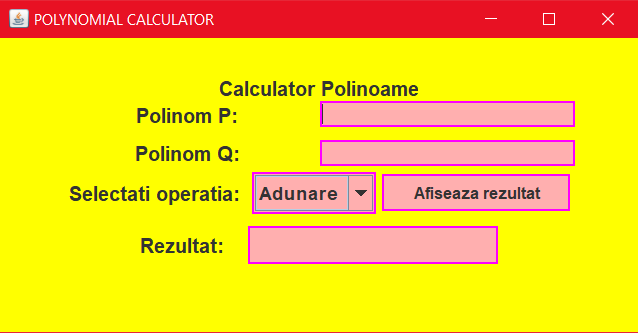 POLYNOMIAL CALCULATOR
Calculator Polinoame
Polinom P:
Polinom Q:
Selectati operatia: Adunare Afiseaza rezultat
Rezultat: